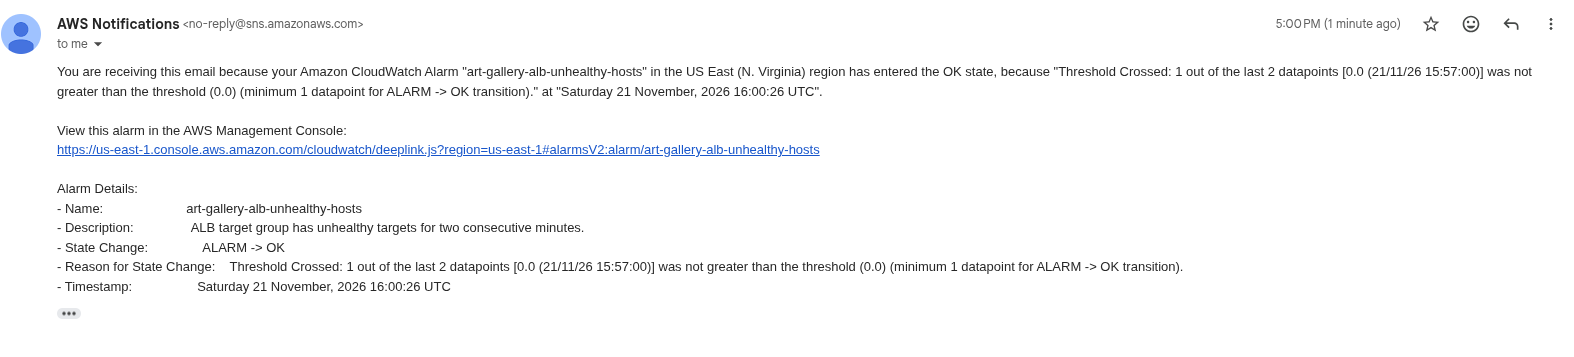 AWS Notifications <no-reply@sns.amazonaws.com> 5:00 PM (1 minute ago)
to me
You are receiving this email because your Amazon CloudWatch Alarm "art-gallery-alb-unhealthy-hosts" in the US East (N. Virginia) region has entered the OK state, because "Threshold Crossed: 1 out of the last 2 datapoints [0.0 (21/11/26 15:57:00)] was not
greater than the threshold (0.0) (minimum 1 datapoint for ALARM -> OK transition)." at "Saturday 21 November, 2026 16:00:26 UTC".
View this alarm in the AWS Management Console:
https://us-east-1.console.aws.amazon.com/cloudwatch/deeplink.js?region=us-east-1#alarmsV2:alarm/art-gallery-alb-unhealthy-hosts
Alarm Details:
- Name: art-gallery-alb-unhealthy-hosts
- Description: ALB target group has unhealthy targets for two consecutive minutes.
- State Change: ALARM -> OK
- Reason for State Change: Threshold Crossed: 1 out of the last 2 datapoints [0.0 (21/11/26 15:57:00)] was not greater than the threshold (0.0) (minimum 1 datapoint for ALARM -> OK transition).
- Timestamp: Saturday 21 November, 2026 16:00:26 UTC